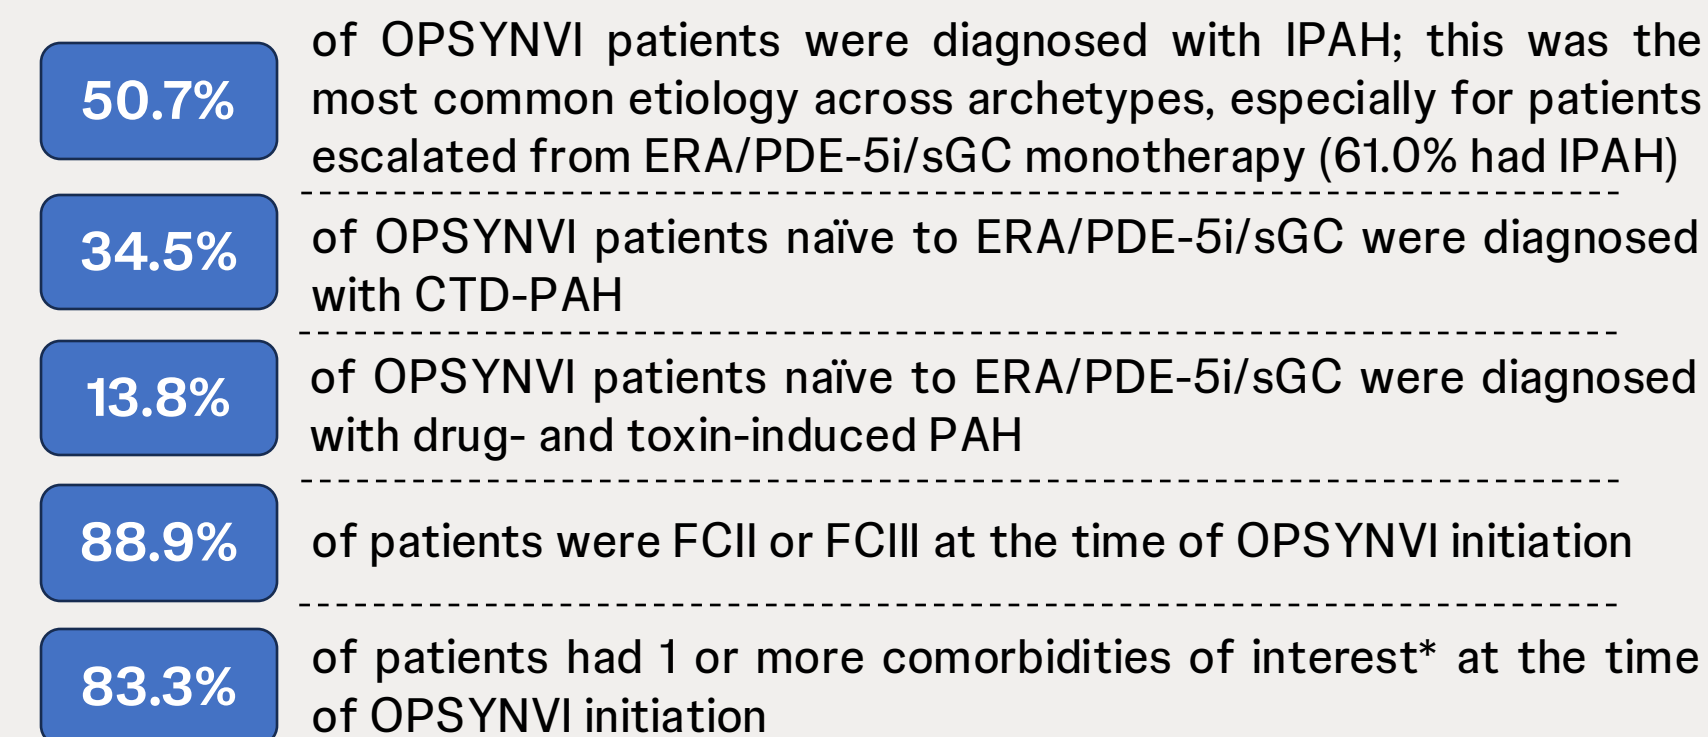 50.7%
of OPSYNVI patients were diagnosed with IPAH; this was the
most common etiology across archetypes, especially for patients
escalated from ERA/PDE-5i/sGC monotherapy (61.0% had IPAH)
34.5%
of OPSYNVI patients naïve to ERA/PDE-5i/sGC were diagnosed
with CTD-PAH
13.8%
of OPSYNVI patients naïve to ERA/PDE-5i/sGC were diagnosed
with drug- and toxin-induced PAH
88.9%
of patients were FCII or FCIII at the time of OPSYNVI initiation
83.3%
of patients had 1 or more comorbidities of interest* at the time
of OPSYNVI initiation